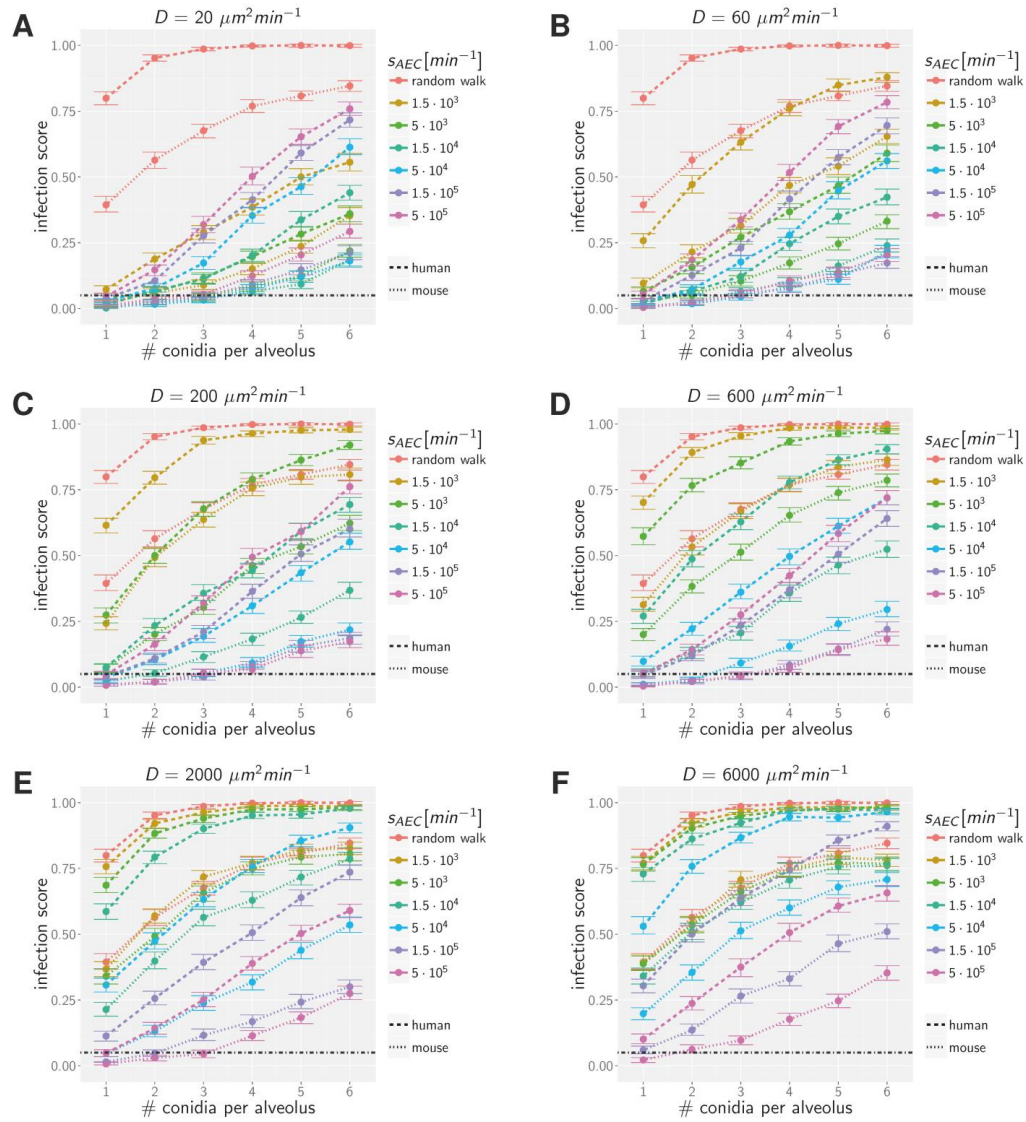 A
D = 20 μm²min⁻¹
infection score
1.00
0.75
0.50
0.25
0.00
1 2 3 4 5 6
# conidia per alveolus
s_AEC [min⁻¹]
random walk
1.5 · 10³
5 · 10³
1.5 · 10⁴
5 · 10⁴
1.5 · 10⁵
5 · 10⁵
human
mouse
B
D = 60 μm²min⁻¹
infection score
1.00
0.75
0.50
0.25
0.00
1 2 3 4 5 6
# conidia per alveolus
s_AEC [min⁻¹]
random walk
1.5 · 10³
5 · 10³
1.5 · 10⁴
5 · 10⁴
1.5 · 10⁵
5 · 10⁵
human
mouse
C
D = 200 μm²min⁻¹
infection score
1.00
0.75
0.50
0.25
0.00
1 2 3 4 5 6
# conidia per alveolus
s_AEC [min⁻¹]
random walk
1.5 · 10³
5 · 10³
1.5 · 10⁴
5 · 10⁴
1.5 · 10⁵
5 · 10⁵
human
mouse
D
D = 600 μm²min⁻¹
infection score
1.00
0.75
0.50
0.25
0.00
1 2 3 4 5 6
# conidia per alveolus
s_AEC [min⁻¹]
random walk
1.5 · 10³
5 · 10³
1.5 · 10⁴
5 · 10⁴
1.5 · 10⁵
5 · 10⁵
human
mouse
E
D = 2000 μm²min⁻¹
infection score
1.00
0.75
0.50
0.25
0.00
1 2 3 4 5 6
# conidia per alveolus
s_AEC [min⁻¹]
random walk
1.5 · 10³
5 · 10³
1.5 · 10⁴
5 · 10⁴
1.5 · 10⁵
5 · 10⁵
human
mouse
F
D = 6000 μm²min⁻¹
infection score
1.00
0.75
0.50
0.25
0.00
1 2 3 4 5 6
# conidia per alveolus
s_AEC [min⁻¹]
random walk
1.5 · 10³
5 · 10³
1.5 · 10⁴
5 · 10⁴
1.5 · 10⁵
5 · 10⁵
human
mouse